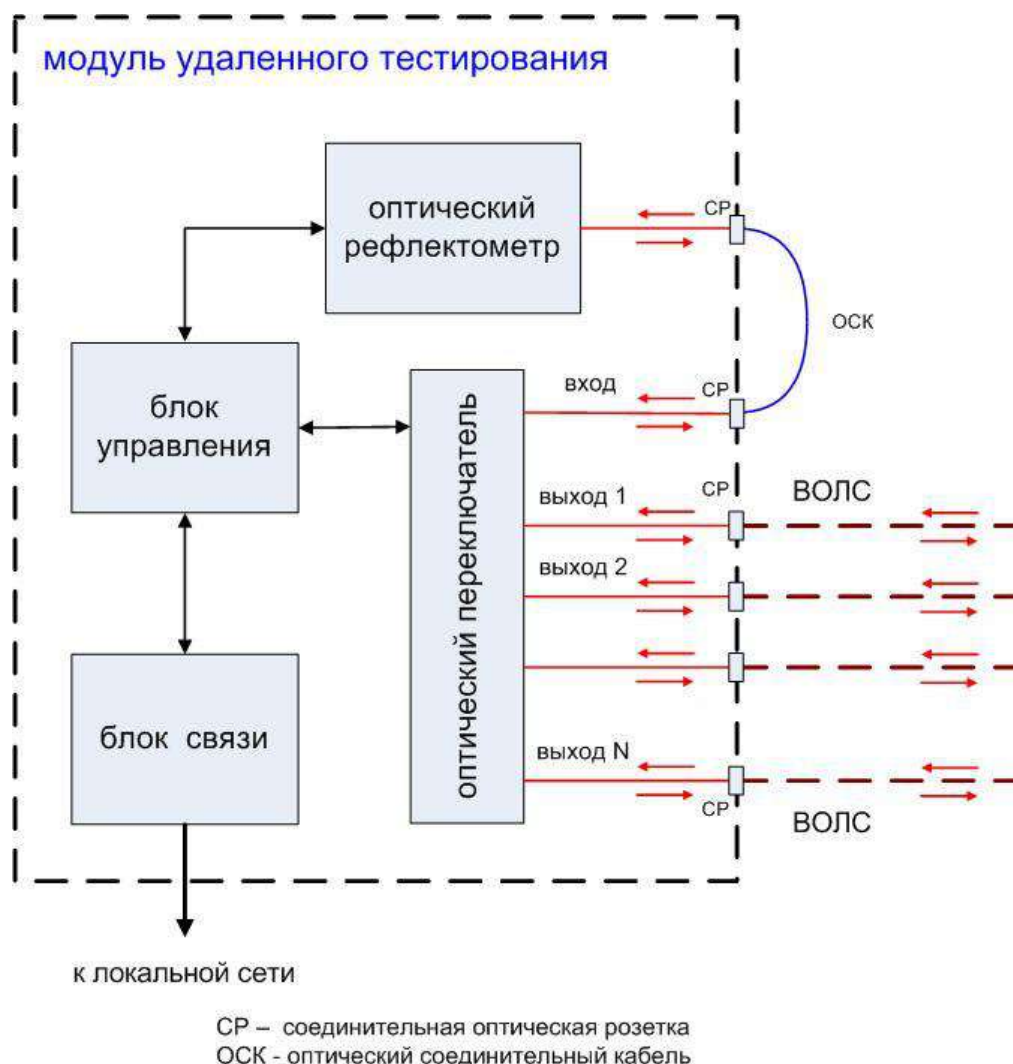 модуль удаленного тестирования
оптический
рефлектометр
СР
ОСК
блок
управления
оптический переключатель
вход
СР
выход 1
СР
ВОЛС
выход 2
блок связи
выход N
СР
ВОЛС
к локальной сети
СР – соединительная оптическая розетка
ОСК - оптический соединительный кабель